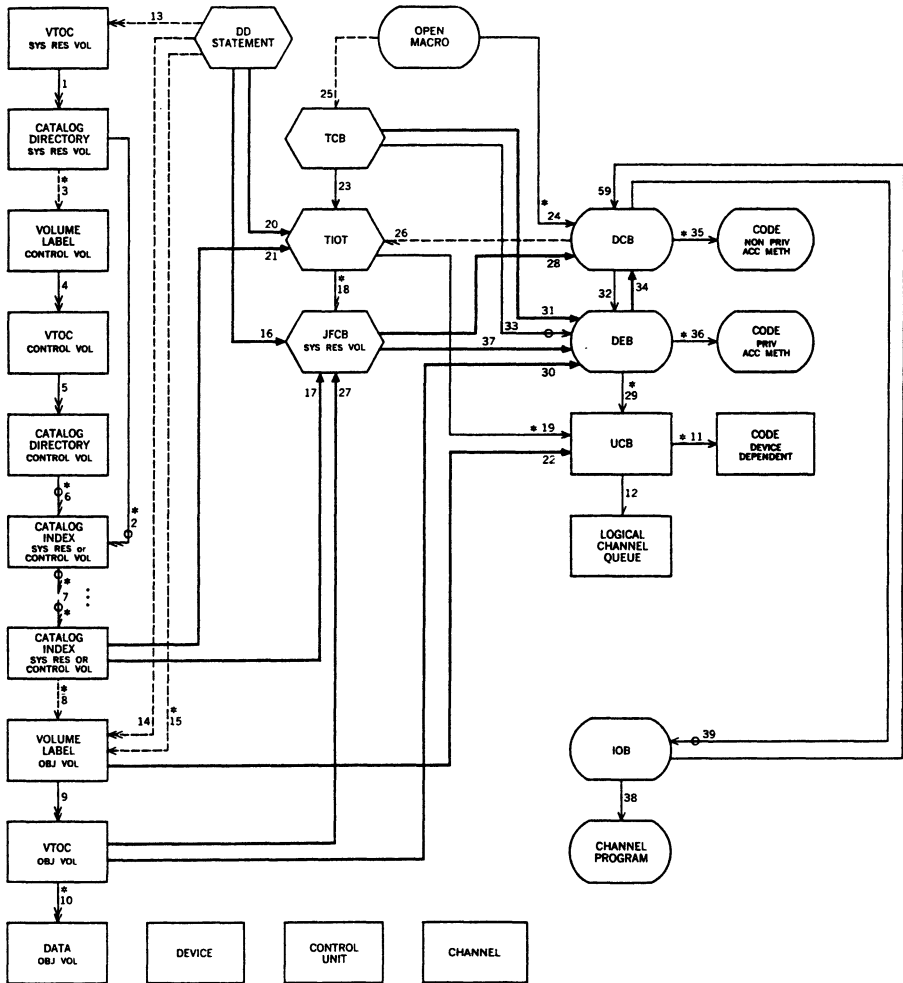 VTOC
SYS RES VOL
13
DD
STATEMENT
OPEN
MACRO
1
25
CATALOG
DIRECTORY
SYS RES VOL
TCB
*
3
*
2
23
59
*
24
VOLUME
LABEL
CONTROL VOL
20
21
TIOT
26
28
DCB
* 35
CODE
NON PRIV
ACC METH
4
*
18
32
34
VTOC
CONTROL VOL
16
JFCB
SYS RES VOL
31
33
37
30
DEB
* 36
CODE
PRIV
ACC METH
5
17
27
*
29
CATALOG
DIRECTORY
CONTROL VOL
* 19
22
UCB
* 11
CODE
DEVICE
DEPENDENT
*
6
12
CATALOG
INDEX
SYS RES or
CONTROL VOL
LOGICAL
CHANNEL
QUEUE
*
7
*
CATALOG
INDEX
SYS RES OR
CONTROL VOL
*
8
14
*
15
VOLUME
LABEL
OBJ VOL
IOB
39
9
38
VTOC
OBJ VOL
CHANNEL
PROGRAM
*
10
DATA
OBJ VOL
DEVICE
CONTROL
UNIT
CHANNEL